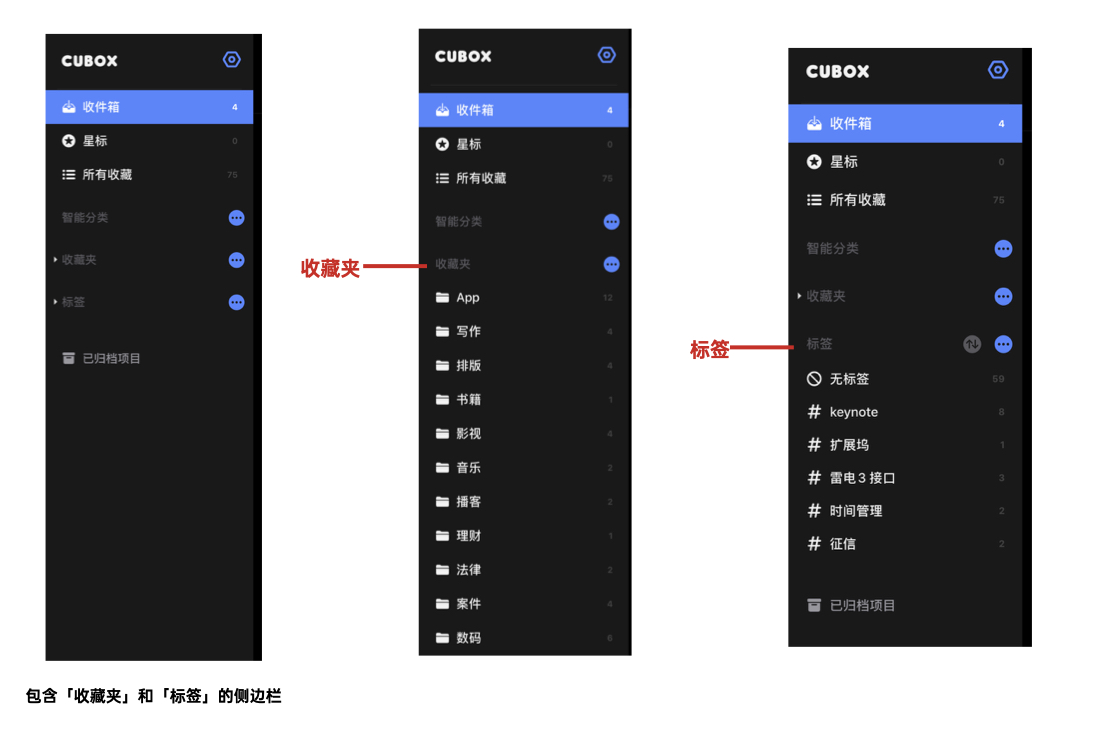 CUBOX
收件箱 4
星标 0
所有收藏 75
智能分类
收藏夹
标签
已归档项目
收藏夹
CUBOX
收件箱 4
星标 0
所有收藏 75
智能分类
收藏夹
App 12
写作 4
排版 4
书籍 1
影视 4
音乐 2
播客 2
理财 1
法律 2
案件 4
数码 6
标签
CUBOX
收件箱 4
星标 0
所有收藏 75
智能分类
收藏夹
标签
无标签 59
# keynote 8
# 扩展坞 1
# 雷电 3 接口 3
# 时间管理 2
# 征信 2
已归档项目
包含「收藏夹」和「标签」的侧边栏